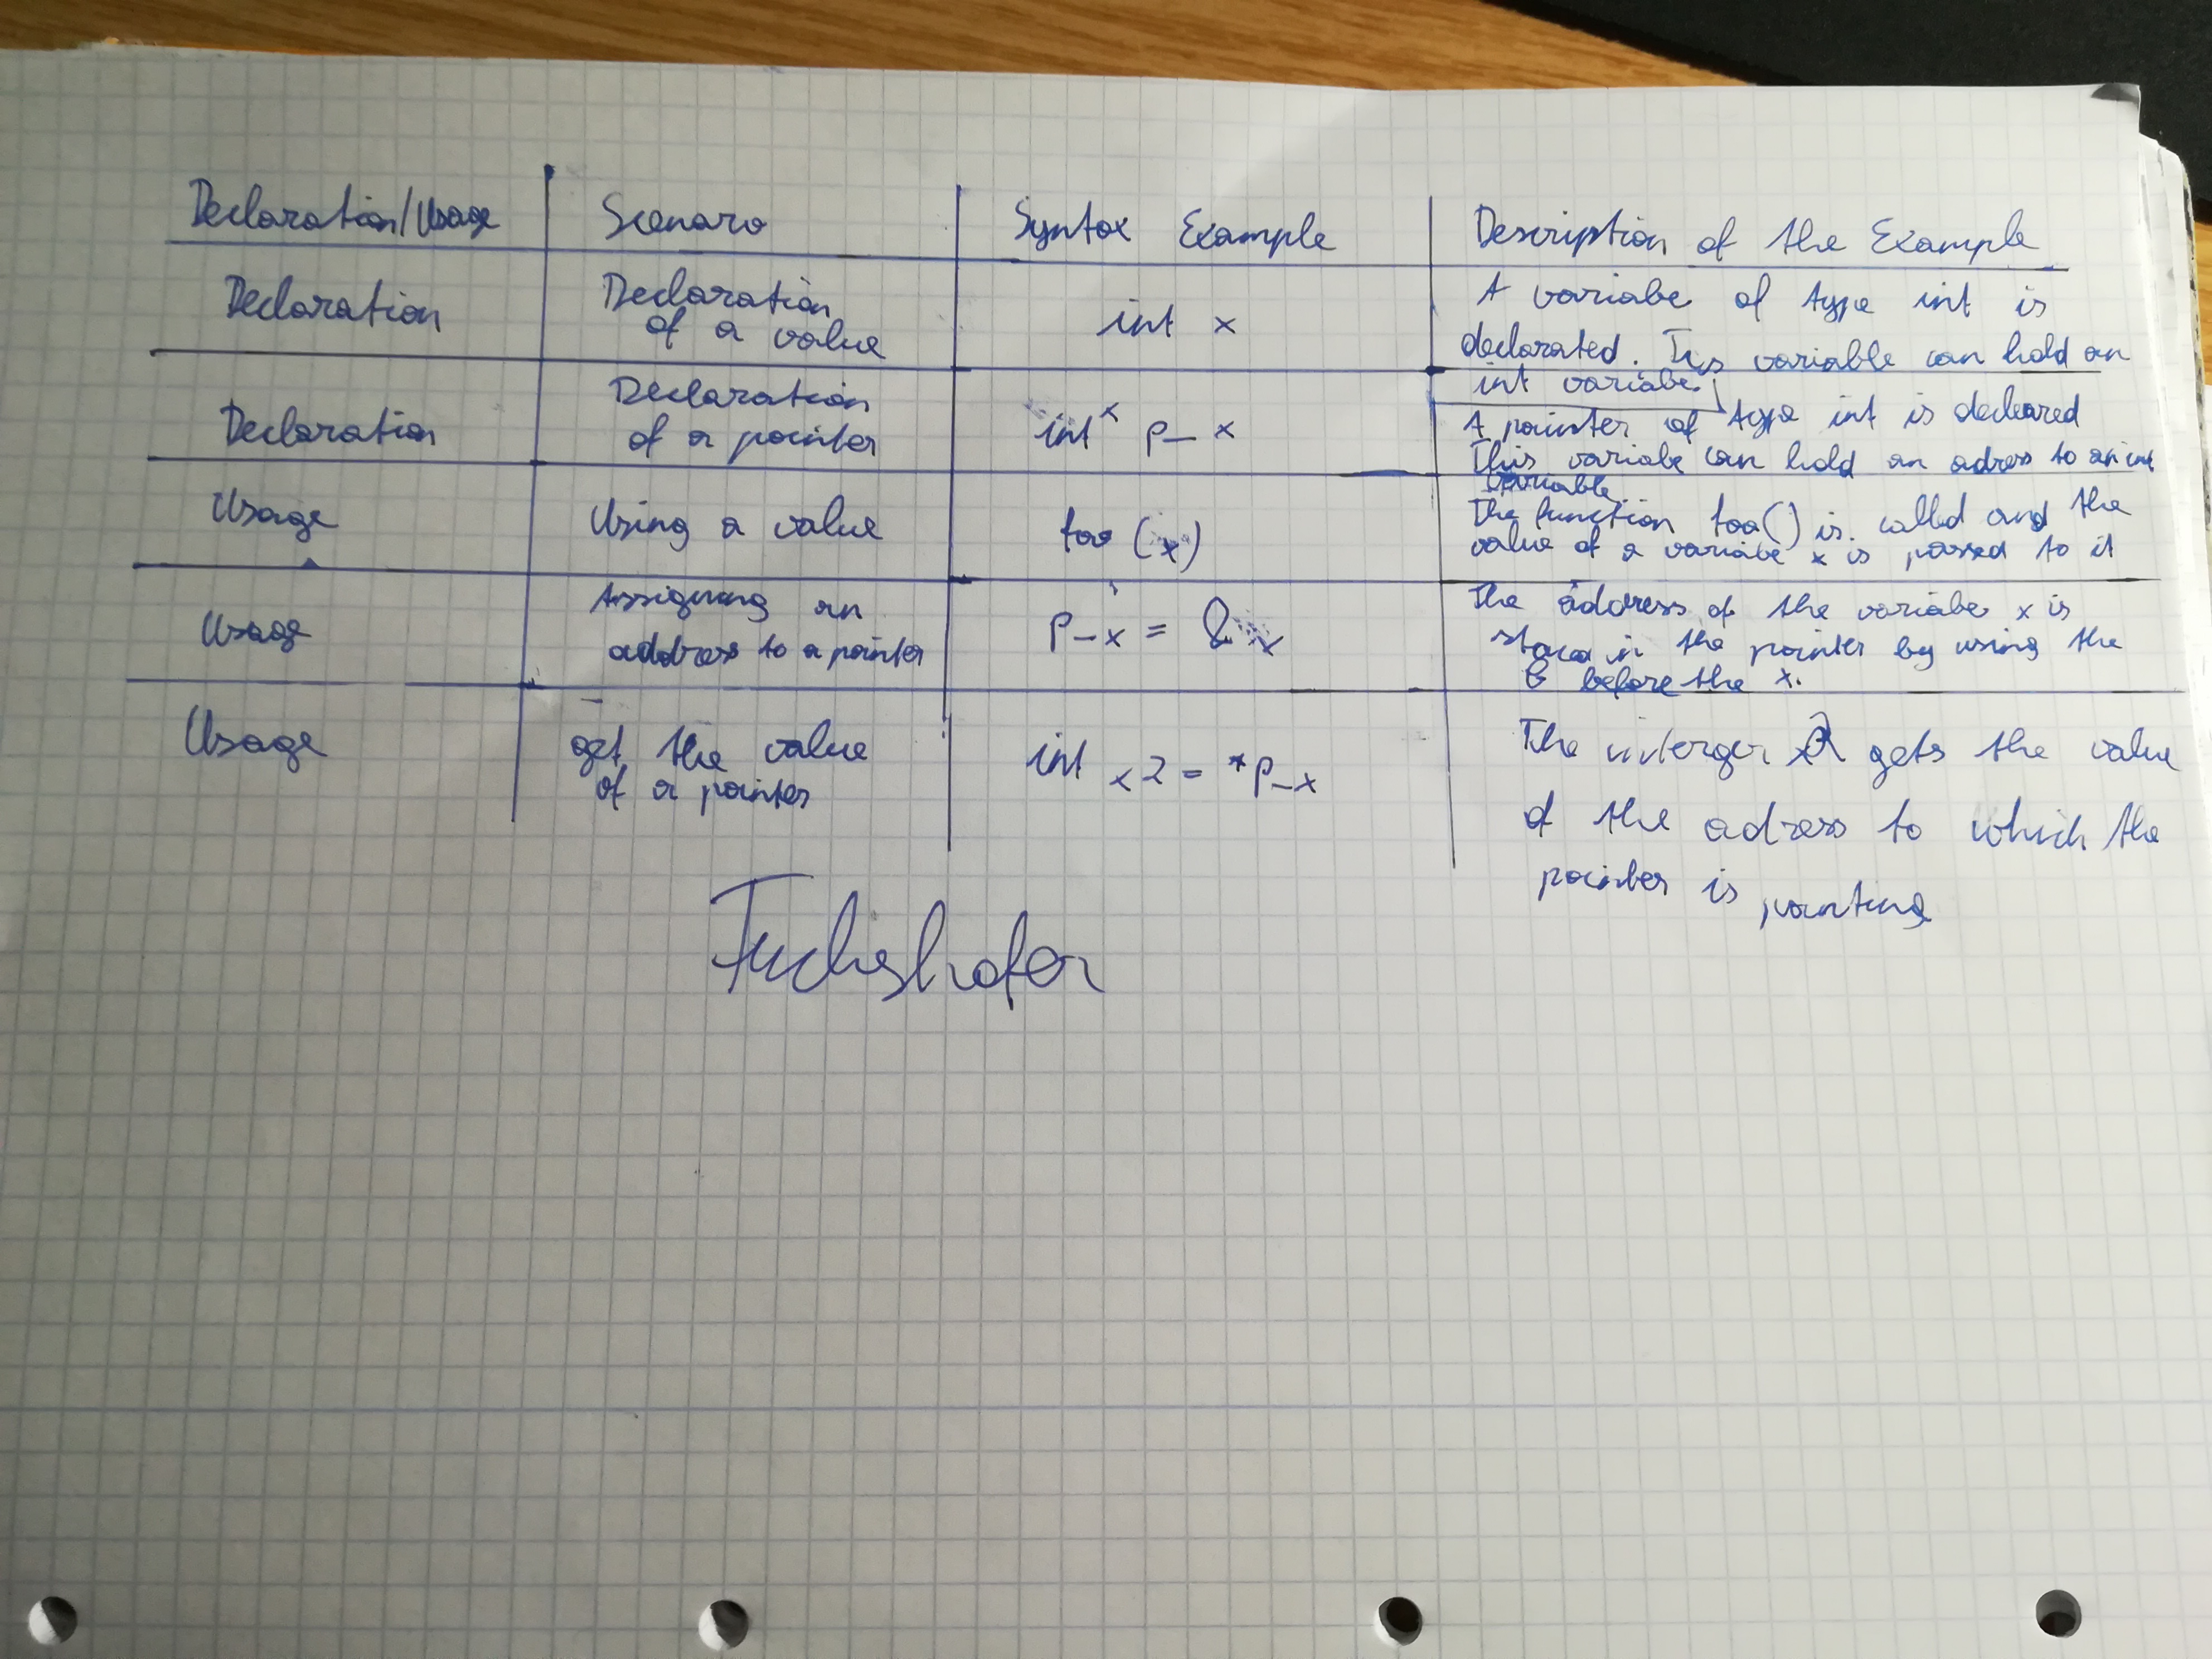 Declaration/Usage Scenaro Syntax Example Description of the Example
Declaration
Declaration
of a value
int x
A variabe of type int is
declarated. This variable can hold an
int variabe.
Declaration
Declaration
of a pointer
int* p_x
A pointer of type int is decleared
This variabe can hold an adress to an int
variable
Usage
Using a value
foo (x)
The function foo() is called and the
value of a variabe x is passed to it
Usage
Assigning an
address to a pointer
p_x = &x
The address of the variabe x is
in the pointer by using the
& before the x.
Usage
get the value
of a pointer
int x2 = *p_x
The interger x2 gets the value
of the adress to which the
pointer is pointing
Fuchshofer